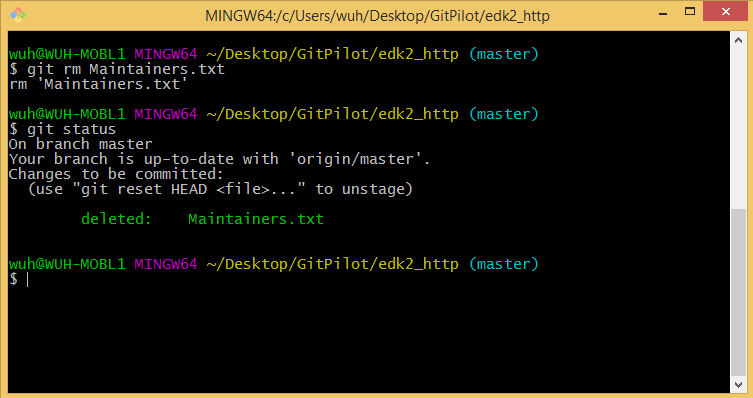 MINGW64:/c/Users/wuh/Desktop/GitPilot/edk2_http
wuh@WUH-MOBL1 MINGW64 ~/Desktop/GitPilot/edk2_http (master)
$ git rm Maintainers.txt
rm 'Maintainers.txt'
wuh@WUH-MOBL1 MINGW64 ~/Desktop/GitPilot/edk2_http (master)
$ git status
On branch master
Your branch is up-to-date with 'origin/master'.
Changes to be committed:
  (use "git reset HEAD <file>..." to unstage)
        deleted:    Maintainers.txt
wuh@WUH-MOBL1 MINGW64 ~/Desktop/GitPilot/edk2_http (master)
$